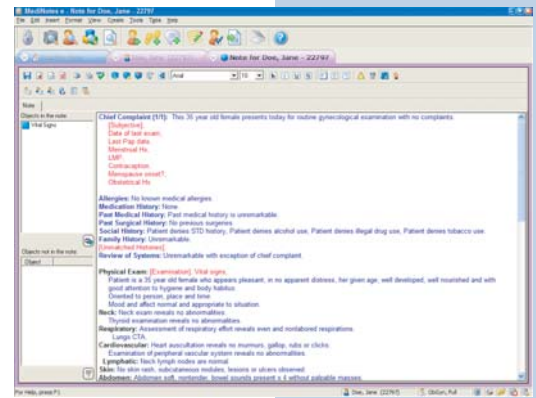 MediNotes e : Note for Doe, Jane - 22797
File Edit Insert Format View Create Tools Type Help
Note for Doe, Jane - 22797
Arial 10
Note
Objects in the note:
Vital Signs
Objects not in the note:
Object
Chief Complaint (1/1): This 35 year old female presents today for routine gynecological examination with no complaints.
[Subjective].
Date of last exam:
Last Pap date:
Menstrual Hx:
LMP:
Contraception:
Menopause onset?:
Obstetrical Hx:
Allergies: No known medical allergies.
Medication History: None.
Past Medical History: Past medical history is unremarkable.
Past Surgical History: No previous surgeries.
Social History: Patient denies STD history, Patient denies alcohol use, Patient denies illegal drug use, Patient denies tobacco use.
Family History: Unremarkable.
[Unmatched Histories]
Review of Systems: Unremarkable with exception of chief complaint.
Physical Exam: [Examination]. Vital signs.
Patient is a 35 year old female who appears pleasant, in no apparent distress, her given age, well developed, well nourished and with
good attention to hygiene and body habitus.
Oriented to person, place and time.
Mood and affect normal and appropriate to situation.
Neck: Neck exam reveals no abnormalities.
Thyroid examination reveals no abnormalities.
Respiratory: Assessment of respiratory effort reveals even and nonlabored respirations.
Lungs CTA.
Cardiovascular: Heart auscultation reveals no murmurs, gallop, rubs or clicks.
Examination of peripheral vascular system reveals no abnormalities.
Lymphatic: Neck lymph nodes are normal.
Skin: No skin rash, subcutaneous nodules, lesions or ulcers observed.
Abdomen: Abdomen soft, nontender, bowel sounds present x 4 without palpable masses.
For Help, press F1
Doe, Jane (22797)